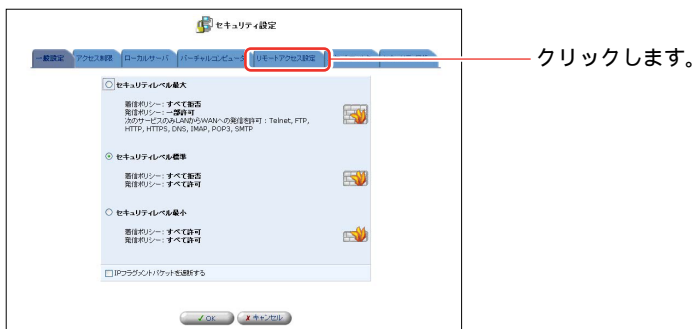 セキュリティ設定
一般設定 アクセス制限 ローカルサーバ バーチャルコンピュータ リモートアクセス設定
クリックします。
セキュリティレベル最大
着信ポリシー: すべて拒否
発信ポリシー: 一部許可
次のサービスのみLANからWANへの発信を許可 : Telnet, FTP,
HTTP, HTTPS, DNS, IMAP, POP3, SMTP
セキュリティレベル標準
着信ポリシー: すべて拒否
発信ポリシー: すべて許可
セキュリティレベル最小
着信ポリシー: すべて許可
発信ポリシー: すべて許可
IPフラグメントパケットを遮断する
OK キャンセル